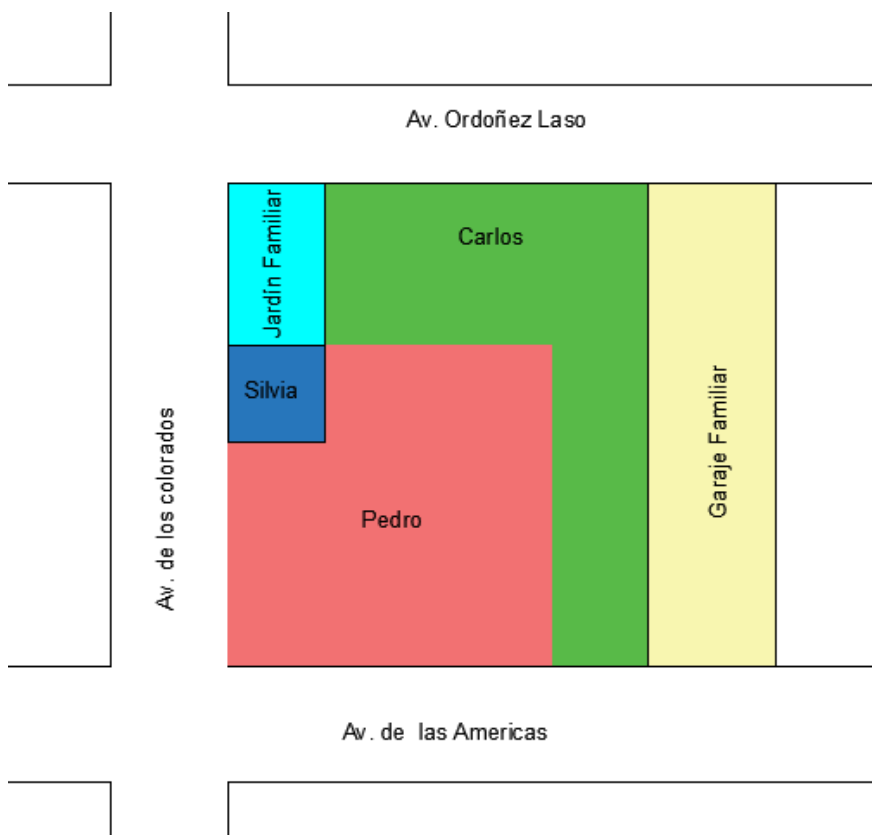 Av. Ordoñez Laso
Jardín Familiar
Carlos
Silvia
Garaje Familiar
Av. de los colorados
Pedro
Av. de  las Americas